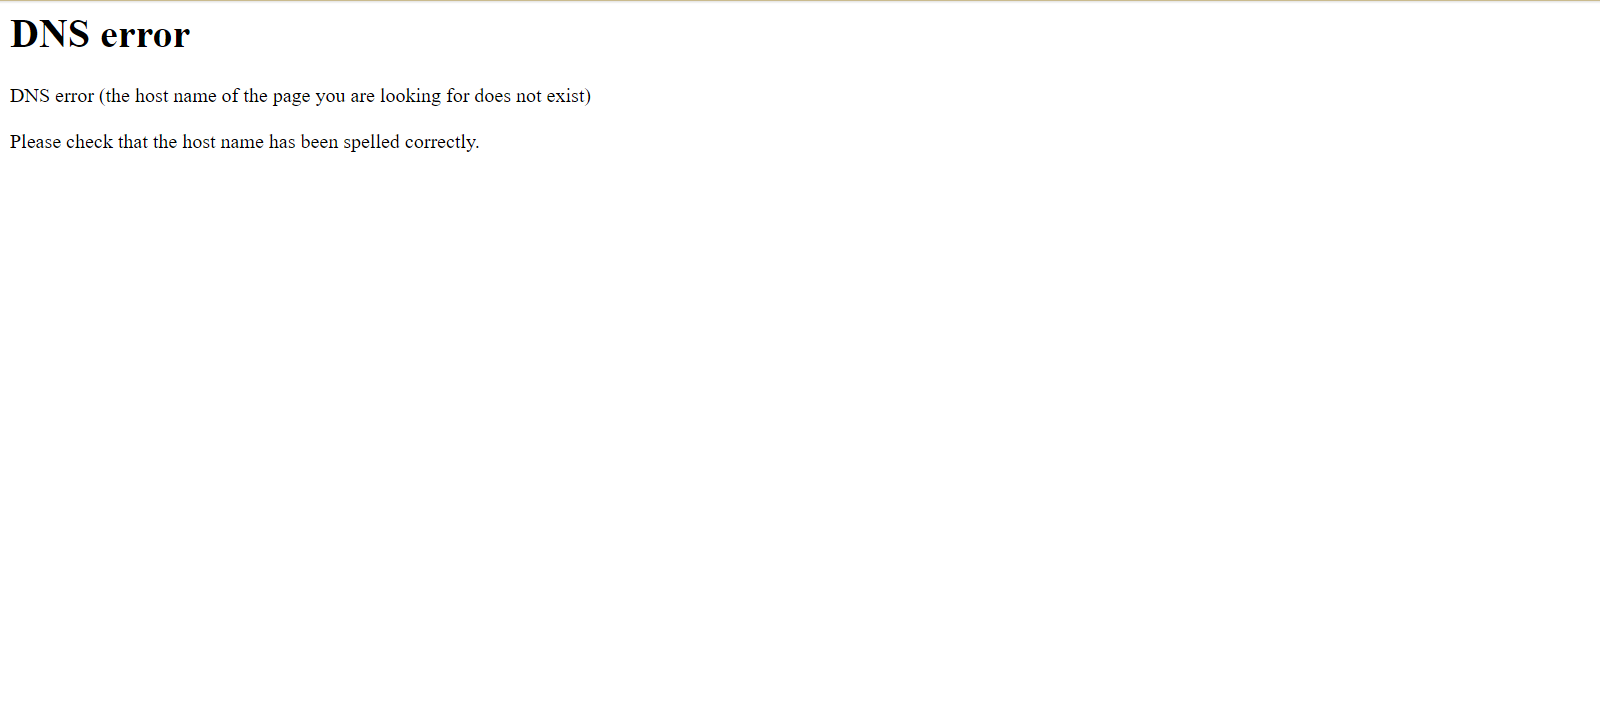 DNS error
DNS error (the host name of the page you are looking for does not exist)
Please check that the host name has been spelled correctly.